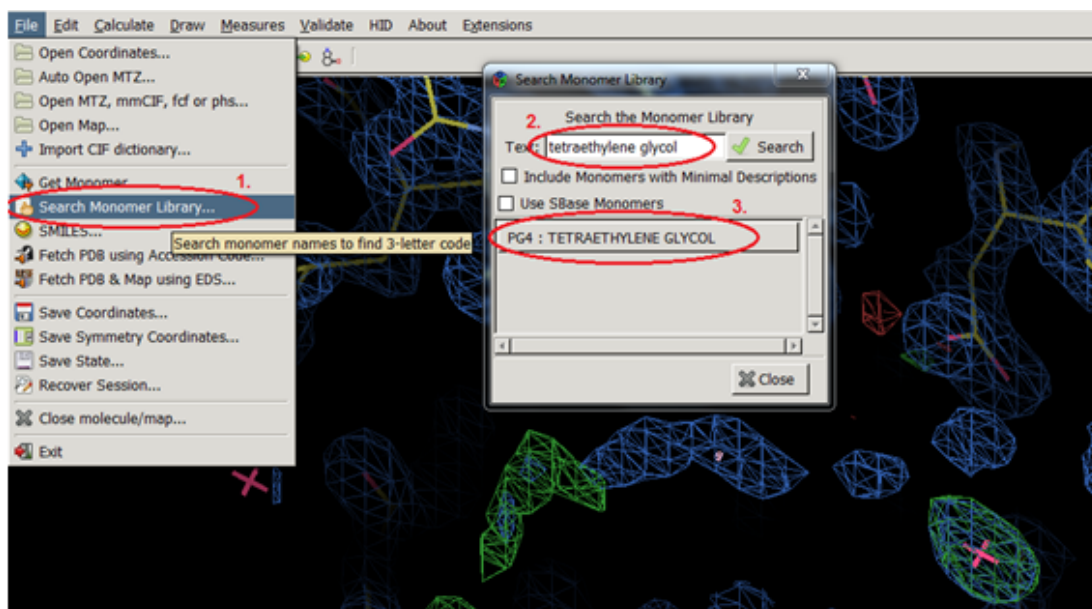 File Edit Calculate Draw Measures Validate HID About Extensions
Open Coordinates...
Auto Open MTZ...
Open MTZ, mmCIF, fcf or phs...
Open Map...
Import CIF dictionary...
Get Monomer...
1.
Search Monomer Library...
SMILES...
Search monomer names to find 3-letter code
Fetch PDB using Accession Code...
Fetch PDB & Map using EDS...
Save Coordinates...
Save Symmetry Coordinates...
Save State...
Recover Session...
Close molecule/map...
Exit
Search Monomer Library
x
Search the Monomer Library
2.
Text: tetraethylene glycol Search
Include Monomers with Minimal Descriptions
Use SBase Monomers
3.
PG4 : TETRAETHYLENE GLYCOL
Close